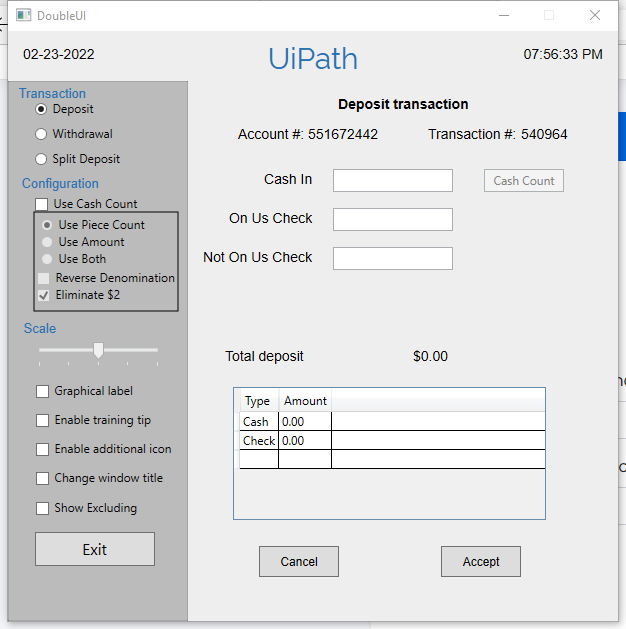 DoubleUI
02-23-2022
UiPath
07:56:33 PM
Transaction
Deposit
Withdrawal
Split Deposit
Configuration
Use Cash Count
Use Piece Count
Use Amount
Use Both
Reverse Denomination
Eliminate $2
Scale
Graphical label
Enable training tip
Enable additional icon
Change window title
Show Excluding
Exit
Deposit transaction
Account #: 551672442 Transaction #: 540964
Cash In Cash Count
On Us Check
Not On Us Check
Total deposit $0.00
Type Amount
Cash 0.00
Check 0.00
Cancel Accept